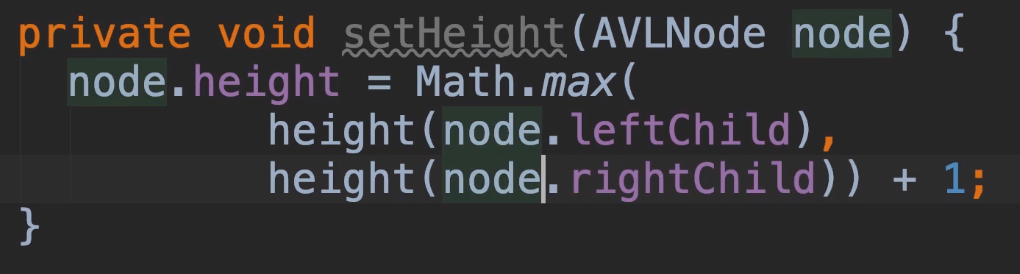 private void setHeight(AVLNode node) {
node.height = Math.max(
height(node.leftChild),
height(node.rightChild)) + 1;
}